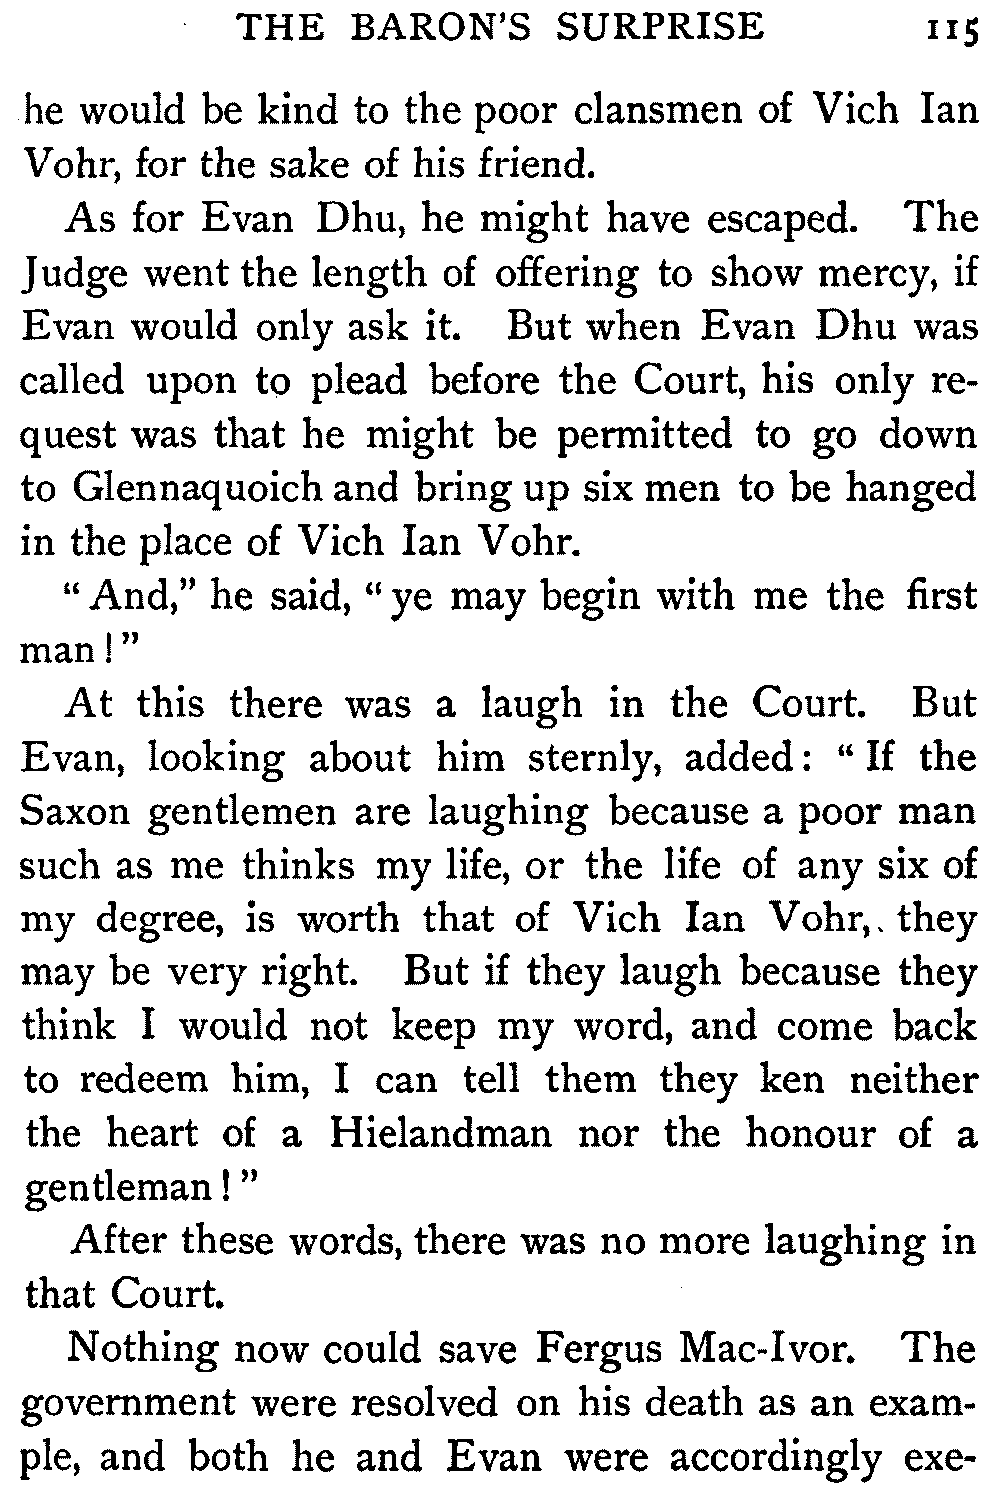 THE BARON'S SURPRISE 115
he would be kind to the poor clansmen of Vich Ian
Vohr, for the sake of his friend.
As for Evan Dhu, he might have escaped. The
Judge went the length of offering to show mercy, if
Evan would only ask it. But when Evan Dhu was
called upon to plead before the Court, his only re-
quest was that he might be permitted to go down
to Glennaquoich and bring up six men to be hanged
in the place of Vich Ian Vohr.
"And," he said, "ye may begin with me the first
man!"
At this there was a laugh in the Court. But
Evan, looking about him sternly, added: "If the
Saxon gentlemen are laughing because a poor man
such as me thinks my life, or the life of any six of
my degree, is worth that of Vich Ian Vohr, they
may be very right. But if they laugh because they
think I would not keep my word, and come back
to redeem him, I can tell them they ken neither
the heart of a Hielandman nor the honour of a
gentleman!"
After these words, there was no more laughing in
that Court.
Nothing now could save Fergus Mac-Ivor. The
government were resolved on his death as an exam-
ple, and both he and Evan were accordingly exe-